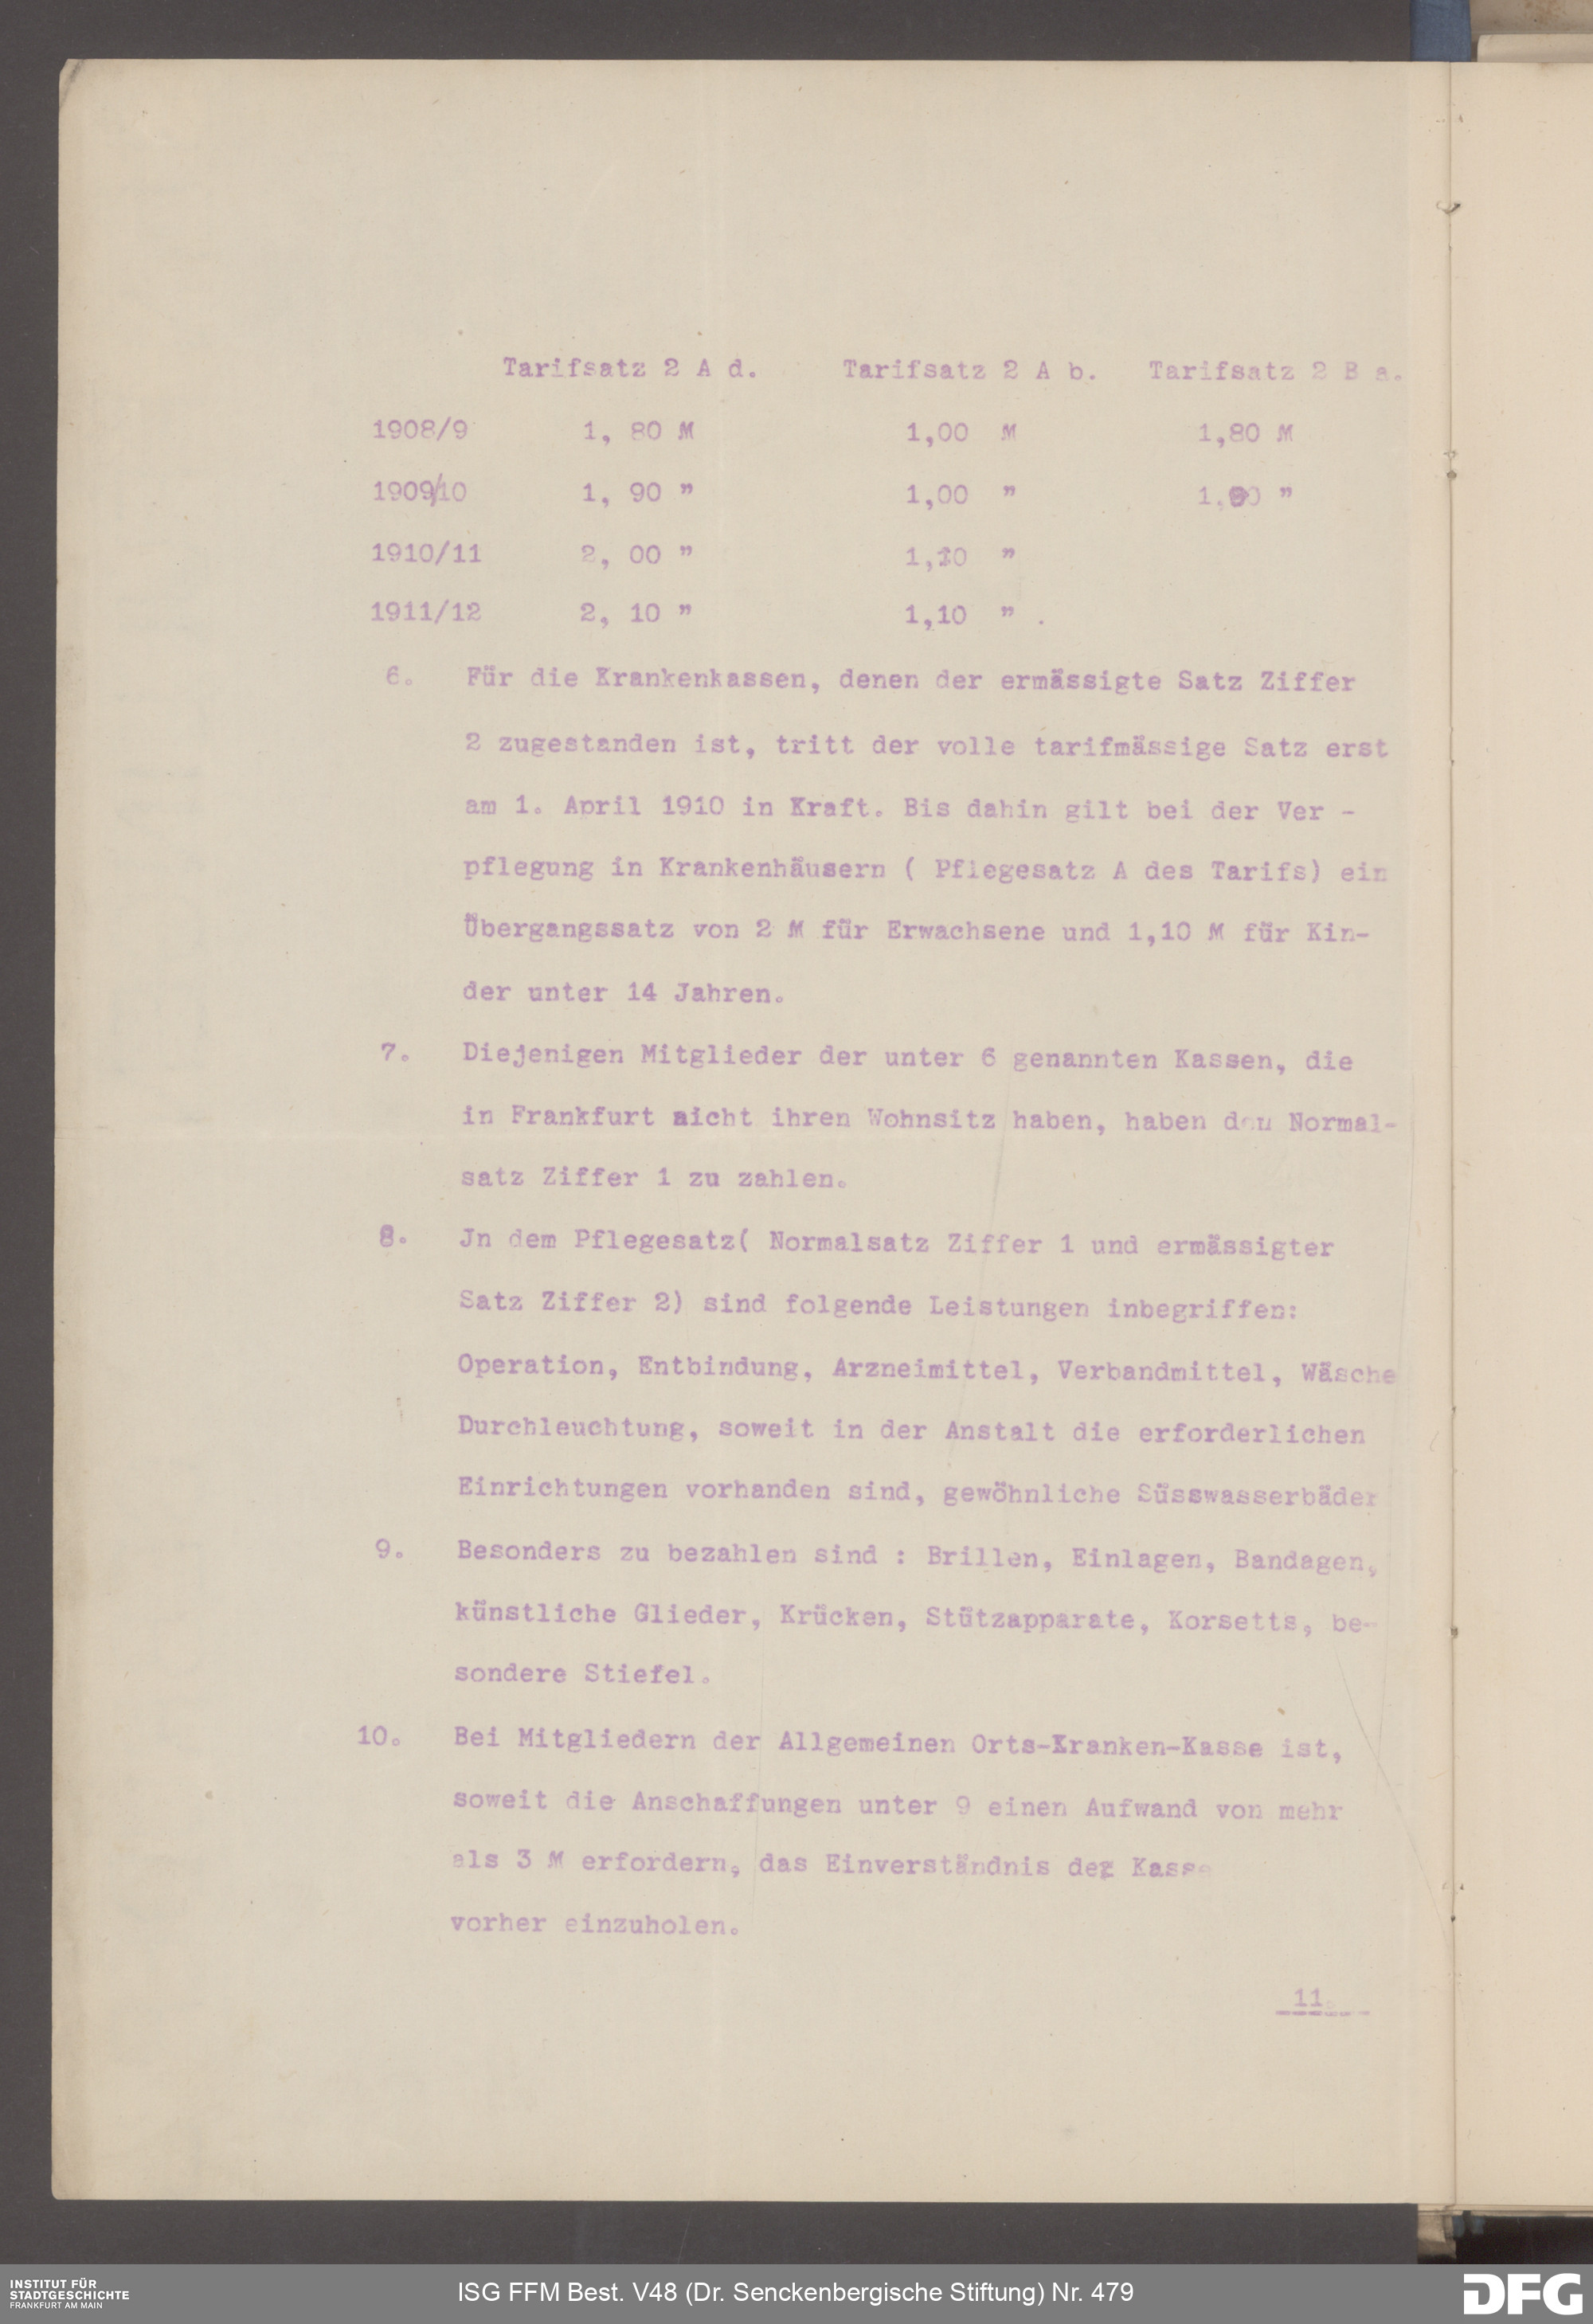 Tarifsatz 2 A d. Tarifsatz 2 A b. Tarifsatz 2 B a.
1908/9 1, 80 M 1,00 M 1,80 M
1909/10 1, 90 " 1,00 " 1,90 "
1910/11 2, 00 " 1,10 "
1911/12 2, 10 " 1,10 " .
6. Für die Krankenkassen, denen der ermässigte Satz Ziffer
2 zugestanden ist, tritt der volle tarifmässige Satz erst
am 1. April 1910 in Kraft. Bis dahin gilt bei der Ver -
pflegung in Krankenhäusern ( Pflegesatz A des Tarifs) ein
Übergangssatz von 2 M für Erwachsene und 1,10 M für Kin-
der unter 14 Jahren.
7. Diejenigen Mitglieder der unter 6 genannten Kassen, die
in Frankfurt nicht ihren Wohnsitz haben, haben den Normal-
satz Ziffer 1 zu zahlen.
8. Jn dem Pflegesatz( Normalsatz Ziffer 1 und ermässigter
Satz Ziffer 2) sind folgende Leistungen inbegriffen:
Operation, Entbindung, Arzneimittel, Verbandmittel, Wäsche
Durchleuchtung, soweit in der Anstalt die erforderlichen
Einrichtungen vorhanden sind, gewöhnliche Süsswasserbäder
9. Besonders zu bezahlen sind : Brillen, Einlagen, Bandagen,
künstliche Glieder, Krücken, Stützapparate, Korsetts, be-
sondere Stiefel.
10. Bei Mitgliedern der Allgemeinen Orts-Kranken-Kasse ist,
soweit die Anschaffungen unter 9 einen Aufwand von mehr
als 3 M erfordern, das Einverständnis der Kasse
vorher einzuholen.
11.
INSTITUT FÜR
STADTGESCHICHTE
FRANKFURT AM MAIN
ISG FFM Best. V48 (Dr. Senckenbergische Stiftung) Nr. 479
DFG